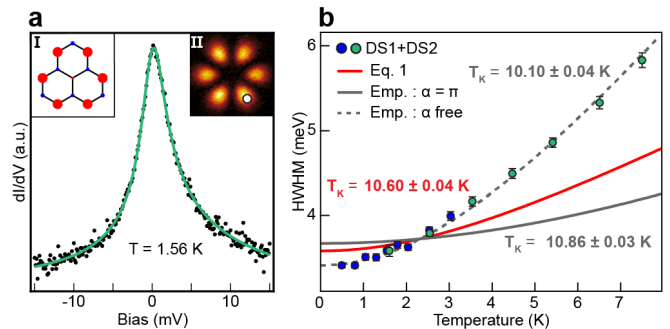 a
I
II
dI/dV (a.u.)
T = 1.56 K
-10
0
10
Bias (mV)
b
6
5
4
HWHM (meV)
DS1+DS2
Eq. 1
Emp. : α = π
Emp. : α free
T_K = 10.10 ± 0.04 K
T_K = 10.60 ± 0.04 K
T_K = 10.86 ± 0.03 K
0 1 2 3 4 5 6 7
Temperature (K)